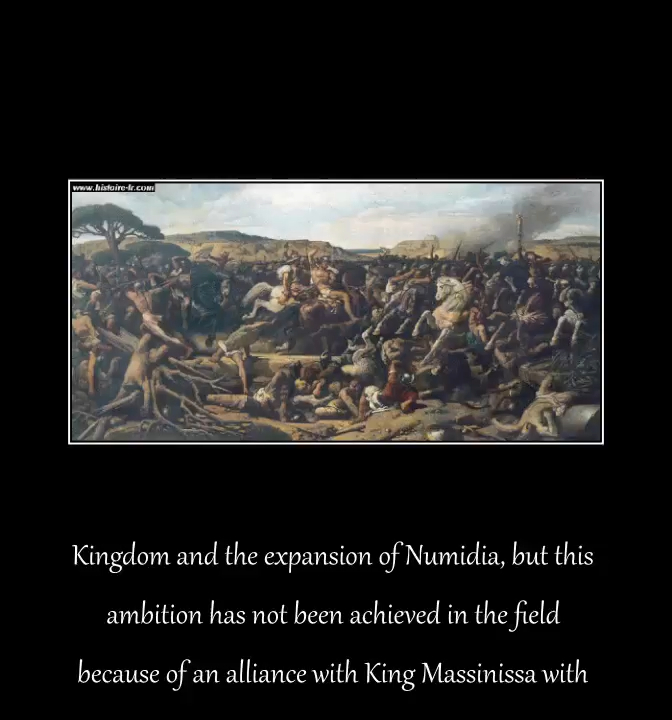 www.histoire-fr.com
Kingdom and the expansion of Numidia, but this
ambition has not been achieved in the field
because of an alliance with King Massinissa with